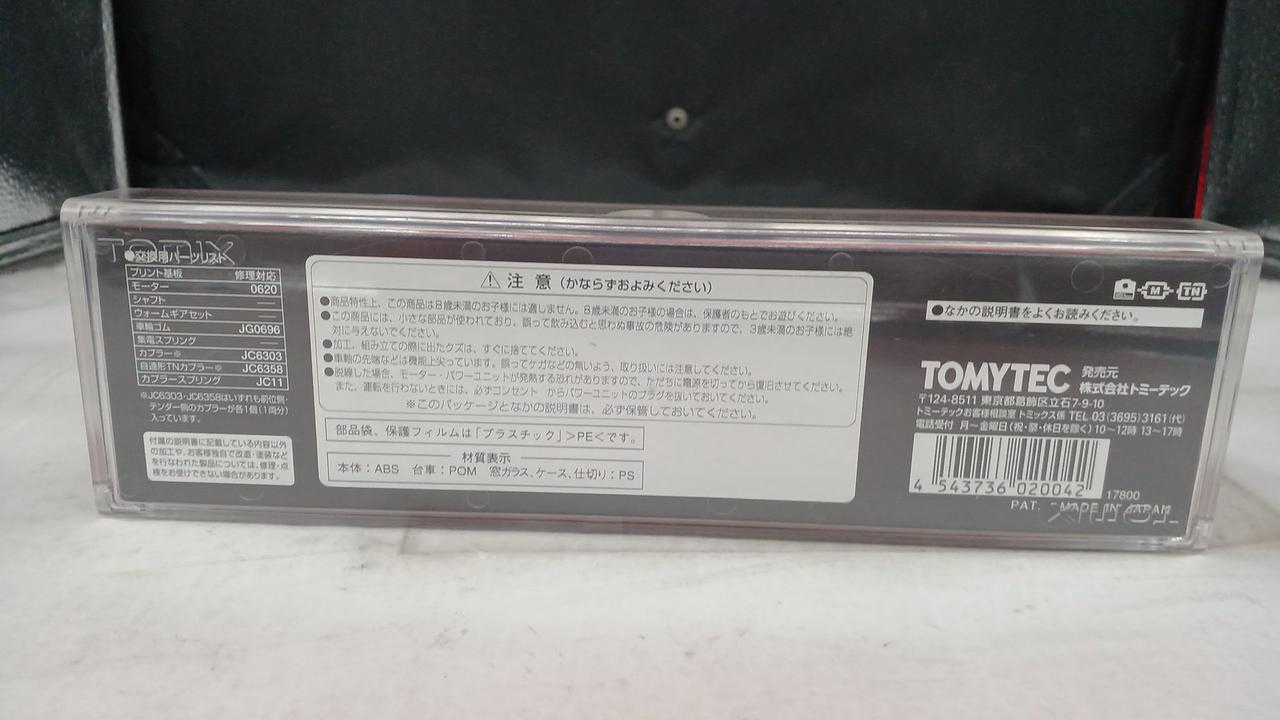 TOMIX
●交換用パーツリスト
プリント基板 修理対応
モーター 0620
シャフト ——
ウォームギアセット ——
車輪ゴム JG0696
集電スプリング ——
カプラー※ JC6303
自連形TNカプラー※ JC6358
カプラースプリング JC11
※JC6303・JC6358はいずれも前位側・
テンダー側のカプラーが各1個(1両分)
入っています。
付属の説明書に記載している内容以外
の加工や、お客様独自で改造・塗装など
を行なわれた製品については、修理・点
検をお受けできない場合があります。
⚠ 注 意 (かならずおよみください)
●商品特性上、この商品は8歳未満のお子様には適しません。8歳未満のお子様の場合は、保護者のもとでお遊びください。
●この商品には、小さな部品が使われており、誤って飲み込むと思わぬ事故の危険がありますので、3歳未満のお子様には絶
対に与えないでください。
●加工、組み立ての際に出たクズは、すぐに捨ててください。
●車軸の先端などは機能上尖っています。誤ってケガなどの無いよう、取り扱いには注意してください。
●脱線した場合、モーター・パワーユニットが発熱する恐れがありますので、ただちに電源を切ってから復旧させてください。
また、運転を行わないときには、必ずコンセント からパワーユニットのプラグを抜いておいてください。
※このパッケージとなかの説明書は、必ず保管しておいてください。
部品袋、保護フィルムは「プラスチック」>PE<です。
材質表示
本体:ABS 台車:POM 窓ガラス、ケース、仕切り:PS
M TN
●なかの説明書をよくお読みください。
TOMYTEC 発売元 株式会社トミーテック
〒124-8511 東京都葛飾区立石7-9-10
トミーテックお客様相談室 トミックス係 TEL.03(3695)3161(代)
電話受付 月〜金曜日(祝・祭・休日を除く)10〜12時 13〜17時
4 543736 020042
17800
PAT. MADE IN JAPAN
TOMIX